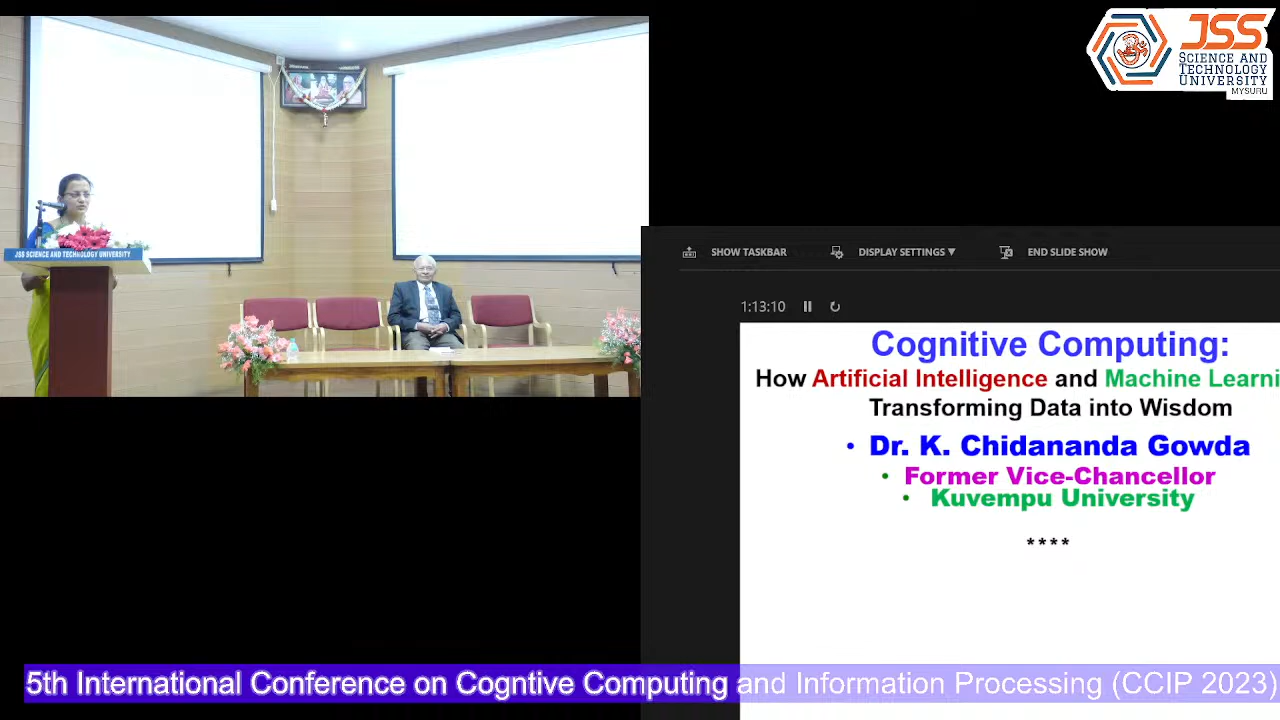 JSS
SCIENCE AND
TECHNOLOGY
UNIVERSITY
MYSURU
JSS SCIENCE AND TECHNOLOGY UNIVERSITY
SHOW TASKBAR
DISPLAY SETTINGS ▼
END SLIDE SHOW
1:13:10
Cognitive Computing:
How Artificial Intelligence and Machine Learni
Transforming Data into Wisdom
• Dr. K. Chidananda Gowda
• Former Vice-Chancellor
• Kuvempu University
****
5th International Conference on Cogntive Computing and Information Processing (CCIP 2023)